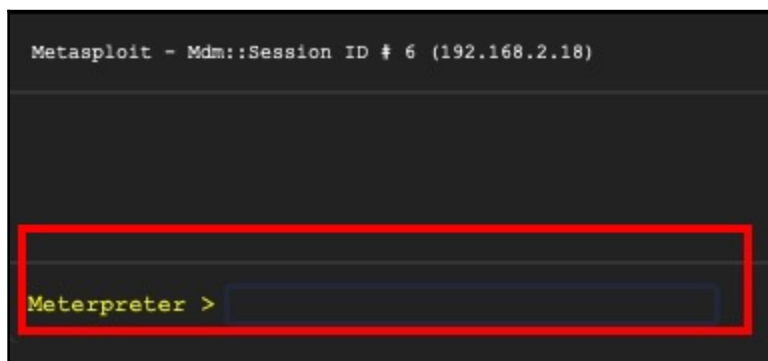 Metasploit - Mdm::Session ID # 6 (192.168.2.18)
Meterpreter >